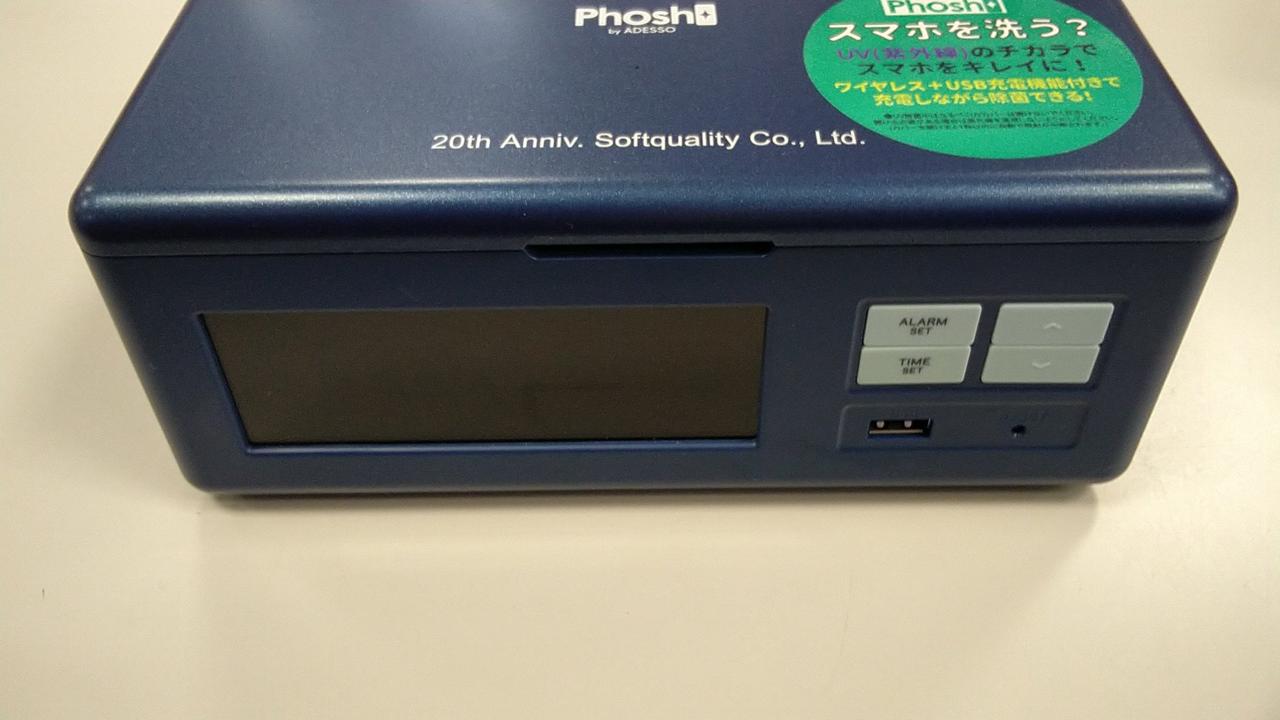 Phosh
by ADESSO
Phosh
スマホを洗う?
UV(紫外線)のチカラで
スマホをキレイに!
ワイヤレス+USB充電機能付きで
充電しながら除菌できる!
20th Anniv. Softquality Co., Ltd.
ALARM
SET
TIME
SET